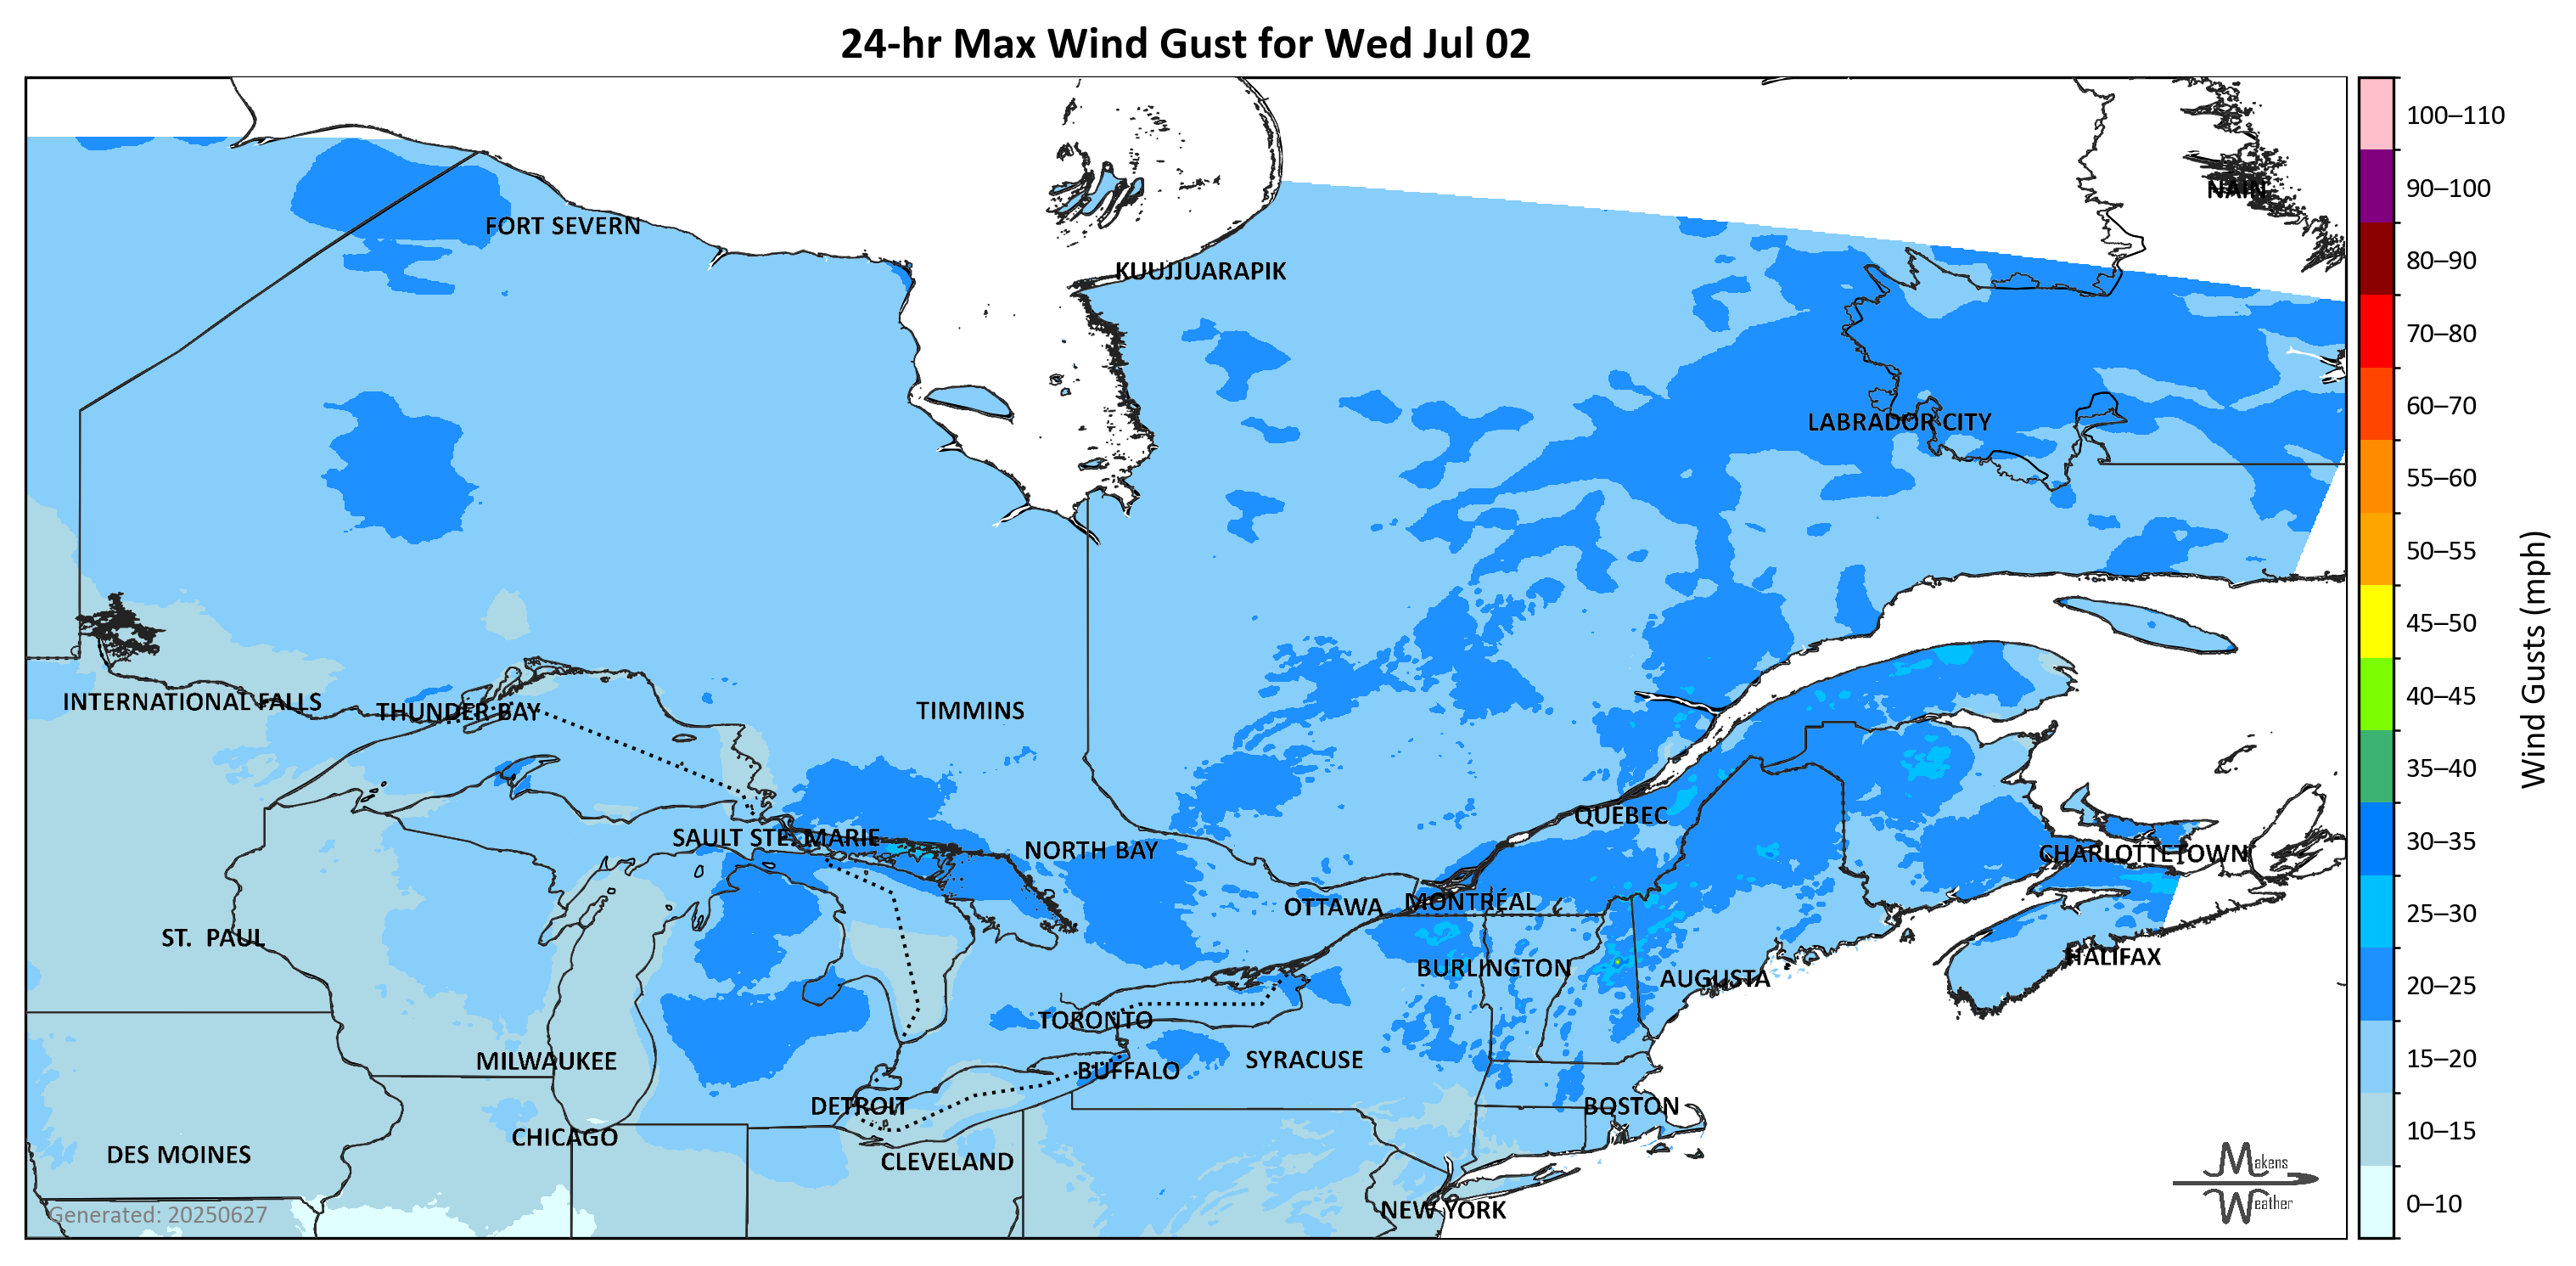 24-hr Max Wind Gust for Wed Jul 02
100–110
90–100
80–90
70–80
60–70
55–60
50–55
45–50
40–45
35–40
30–35
25–30
20–25
15–20
10–15
0–10
Wind Gusts (mph)
NAIN
FORT SEVERN
KUUJJUARAPIK
LABRADOR CITY
INTERNATIONAL FALLS
THUNDER BAY
TIMMINS
QUÉBEC
SAULT STE. MARIE
NORTH BAY
CHARLOTTETOWN
OTTAWA
MONTRÉAL
ST. PAUL
BURLINGTON
AUGUSTA
HALIFAX
TORONTO
MILWAUKEE
BUFFALO
SYRACUSE
DETROIT
BOSTON
CHICAGO
DES MOINES
CLEVELAND
NEW YORK
Generated: 20250627
Makens
Weather